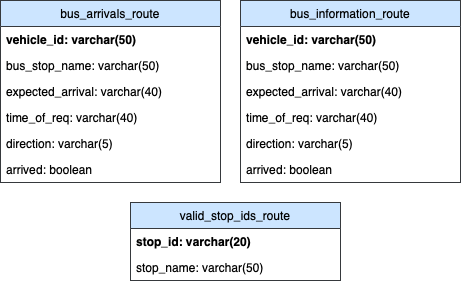 bus_arrivals_route
vehicle_id: varchar(50)
bus_stop_name: varchar(50)
expected_arrival: varchar(40)
time_of_req: varchar(40)
direction: varchar(5)
arrived: boolean
bus_information_route
vehicle_id: varchar(50)
bus_stop_name: varchar(50)
expected_arrival: varchar(40)
time_of_req: varchar(40)
direction: varchar(5)
arrived: boolean
valid_stop_ids_route
stop_id: varchar(20)
stop_name: varchar(50)